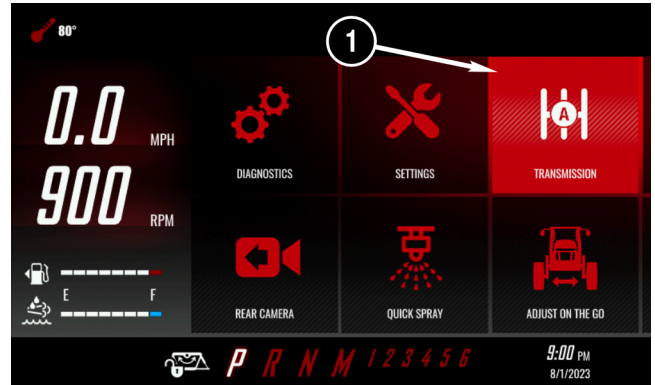 80°
1
0.0 MPH
900 RPM
E F
DIAGNOSTICS
SETTINGS
A
TRANSMISSION
REAR CAMERA
QUICK SPRAY
ADJUST ON THE GO
P R N M 1 2 3 4 5 6
9:00 PM
8/1/2023